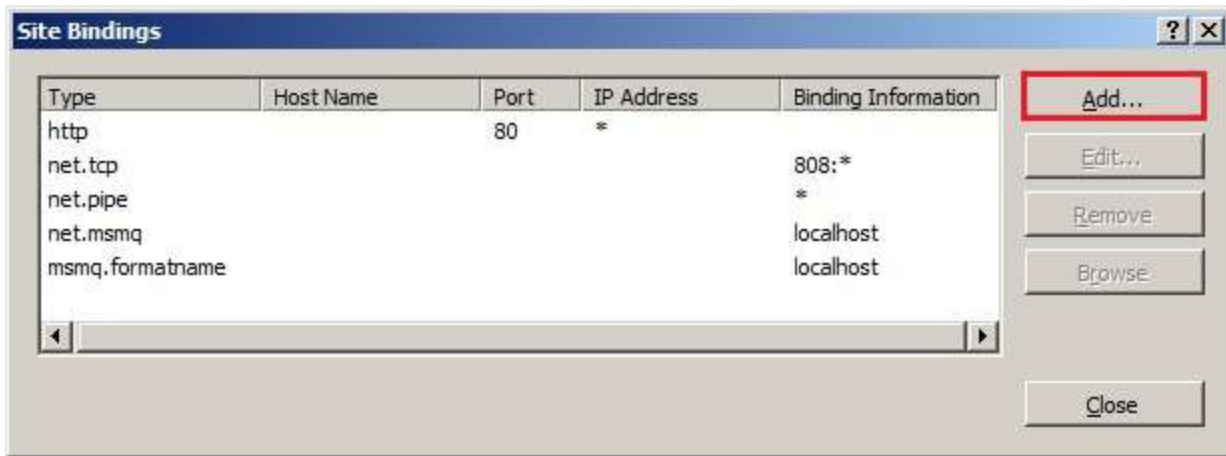 Site Bindings
Type Host Name Port IP Address Binding Information
http 80 *
net.tcp 808:*
net.pipe *
net.msmq localhost
msmq.formatname localhost
Add...
Edit...
Remove
Browse
Close